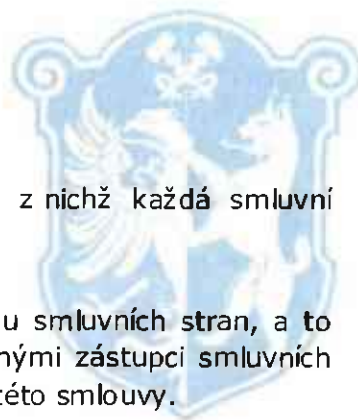 z nichž každá smluvní
u smluvních stran, a to
nými zástupci smluvních
této smlouvy.